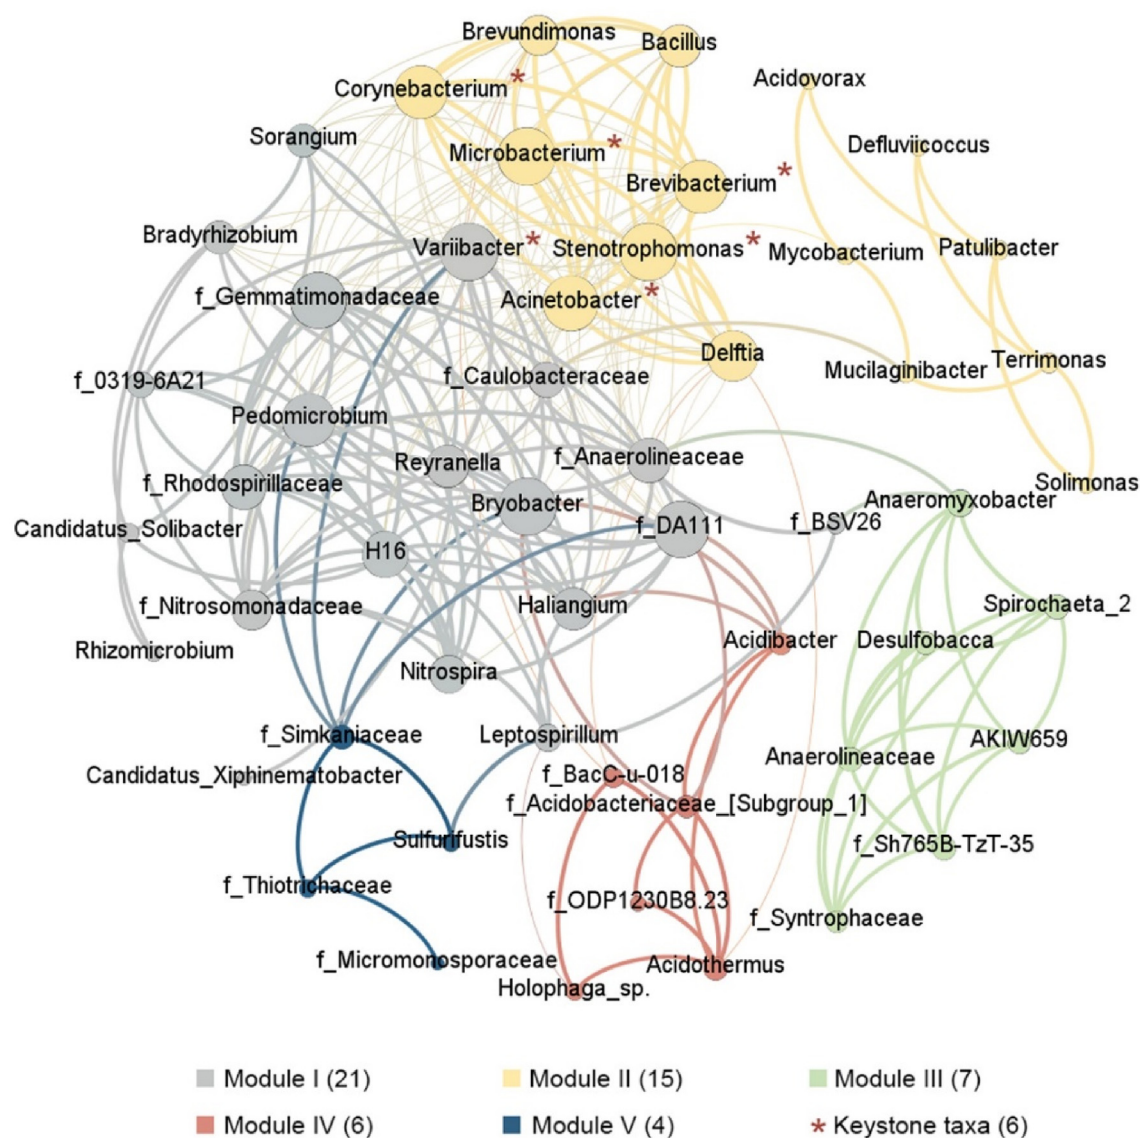 Brevundimonas
Bacillus
Corynebacterium *
Acidovorax
Sorangium
Microbacterium *
Defluviicoccus
Brevibacterium *
Bradyrhizobium
Variibacter *
Stenotrophomonas *
Mycobacterium
Patulibacter
f_Gemmatimonadaceae
Acinetobacter *
Delftia
Terrimonas
f_0319-6A21
f_Caulobacteraceae
Mucilaginibacter
Pedomicrobium
Reyranella
f_Anaerolineaceae
f_Rhodospirillaceae
Solimonas
Bryobacter
Anaeromyxobacter
Candidatus_Solibacter
f_DA111
f_BSV26
H16
f_Nitrosomonadaceae
Haliangium
Spirochaeta_2
Rhizomicrobium
Acidibacter
Desulfobacca
Nitrospira
f_Simkaniaceae
Leptospirillum
AKIW659
Candidatus_Xiphinematobacter
f_BacC-u-018
Anaerolineaceae
f_Acidobacteriaceae_[Subgroup_1]
Sulfurifustis
f_Sh765B-TzT-35
f_Thiotrichaceae
f_ODP1230B8.23
f_Syntrophaceae
f_Micromonosporaceae
Acidothermus
Holophaga_sp.
Module I (21)
Module II (15)
Module III (7)
Module IV (6)
Module V (4)
* Keystone taxa (6)